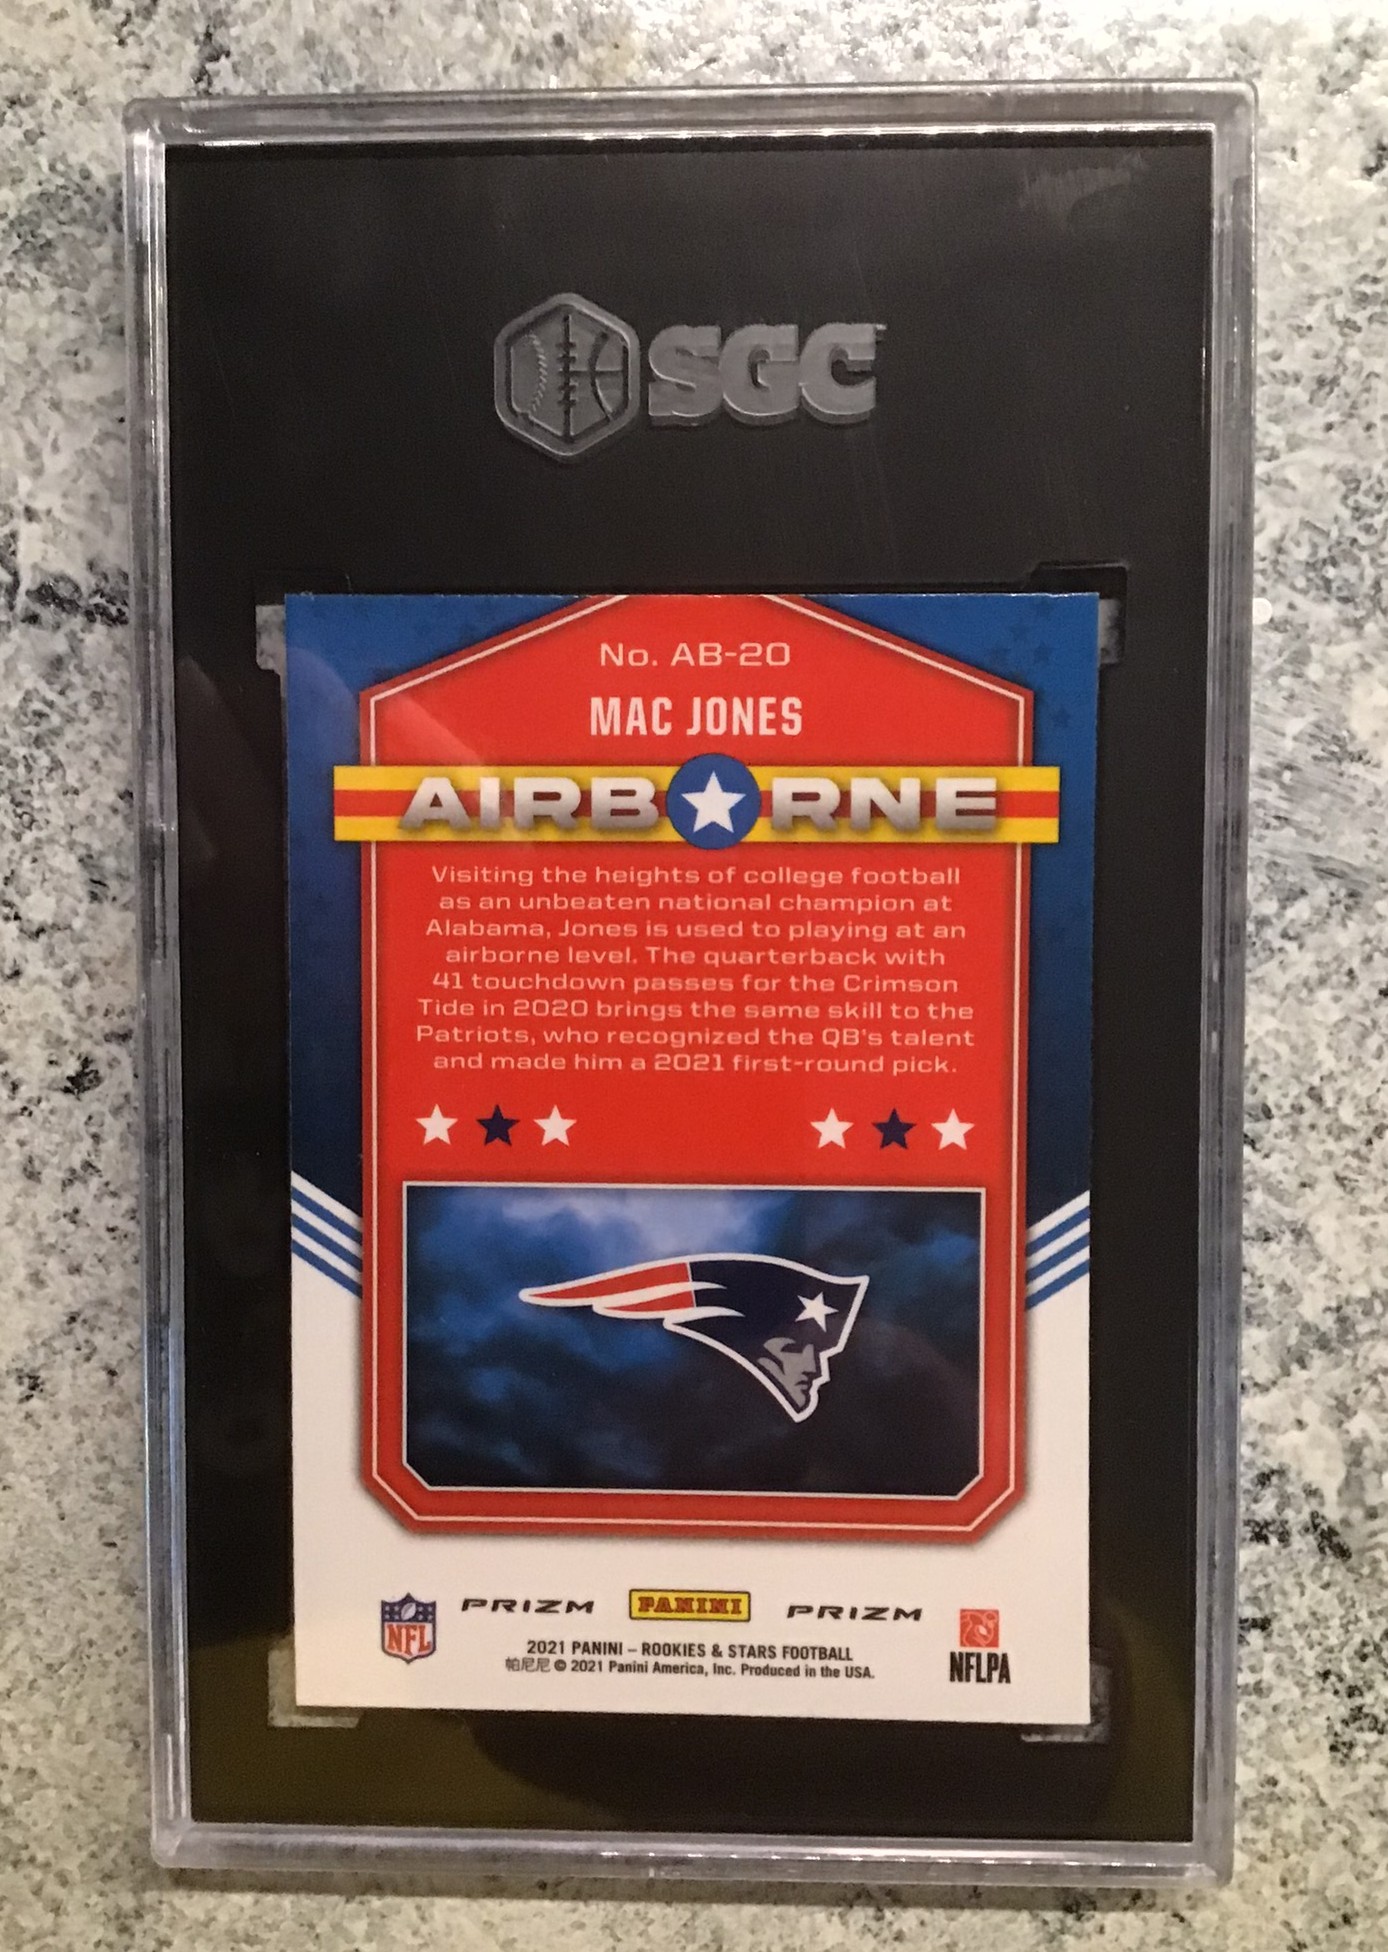 SGC
No. AB-20
MAC JONES
AIRBORNE
Visiting the heights of college football
as an unbeaten national champion at
Alabama, Jones is used to playing at an
airborne level. The quarterback with
41 touchdown passes for the Crimson
Tide in 2020 brings the same skill to the
Patriots, who recognized the QB's talent
and made him a 2021 first-round pick.
NFL
PRIZM
PANINI
PRIZM
NFLPA
2021 PANINI – ROOKIES & STARS FOOTBALL
帕尼尼 © 2021 Panini America, Inc. Produced in the USA.